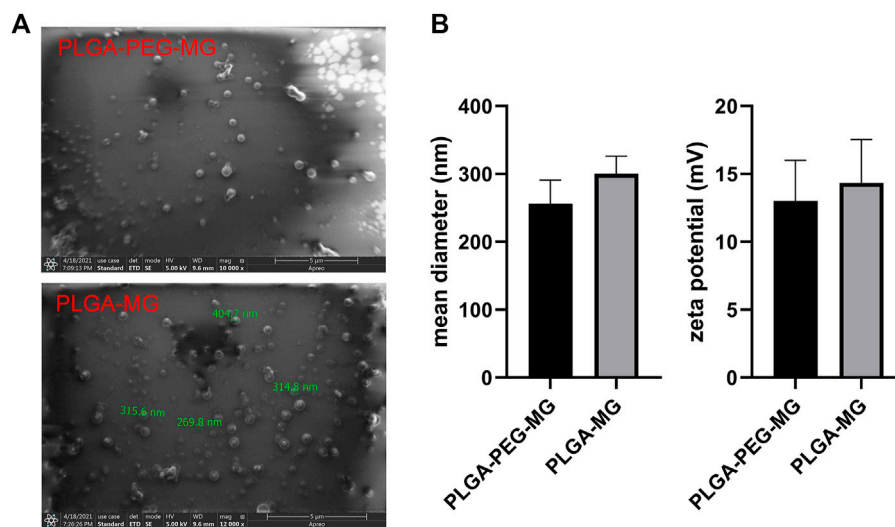 A
PLGA-PEG-MG
4/18/2021 use case det mode HV WD mag ⊞
7:09:13 PM Standard ETD SE 5.00 kV 9.6 mm 10 000 x
5 µm
Apreo
PLGA-MG
404.7 nm
314.8 nm
315.6 nm
269.8 nm
4/18/2021 use case det mode HV WD mag ⊞
7:26:26 PM Standard ETD SE 5.00 kV 9.6 mm 12 000 x
5 µm
Apreo
B
mean diameter (nm)
400
300
200
100
0
PLGA-PEG-MG
PLGA-MG
zeta potential (mV)
20
15
10
5
0
PLGA-PEG-MG
PLGA-MG